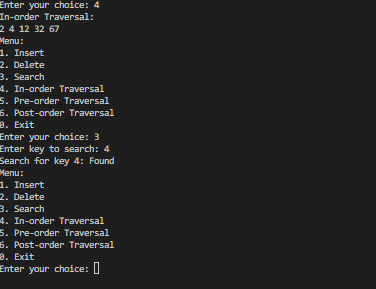 Enter your choice: 4
In-order Traversal:
2 4 12 32 67
Menu:
1. Insert
2. Delete
3. Search
4. In-order Traversal
5. Pre-order Traversal
6. Post-order Traversal
0. Exit
Enter your choice: 3
Enter key to search: 4
Search for key 4: Found
Menu:
1. Insert
2. Delete
3. Search
4. In-order Traversal
5. Pre-order Traversal
6. Post-order Traversal
0. Exit
Enter your choice: